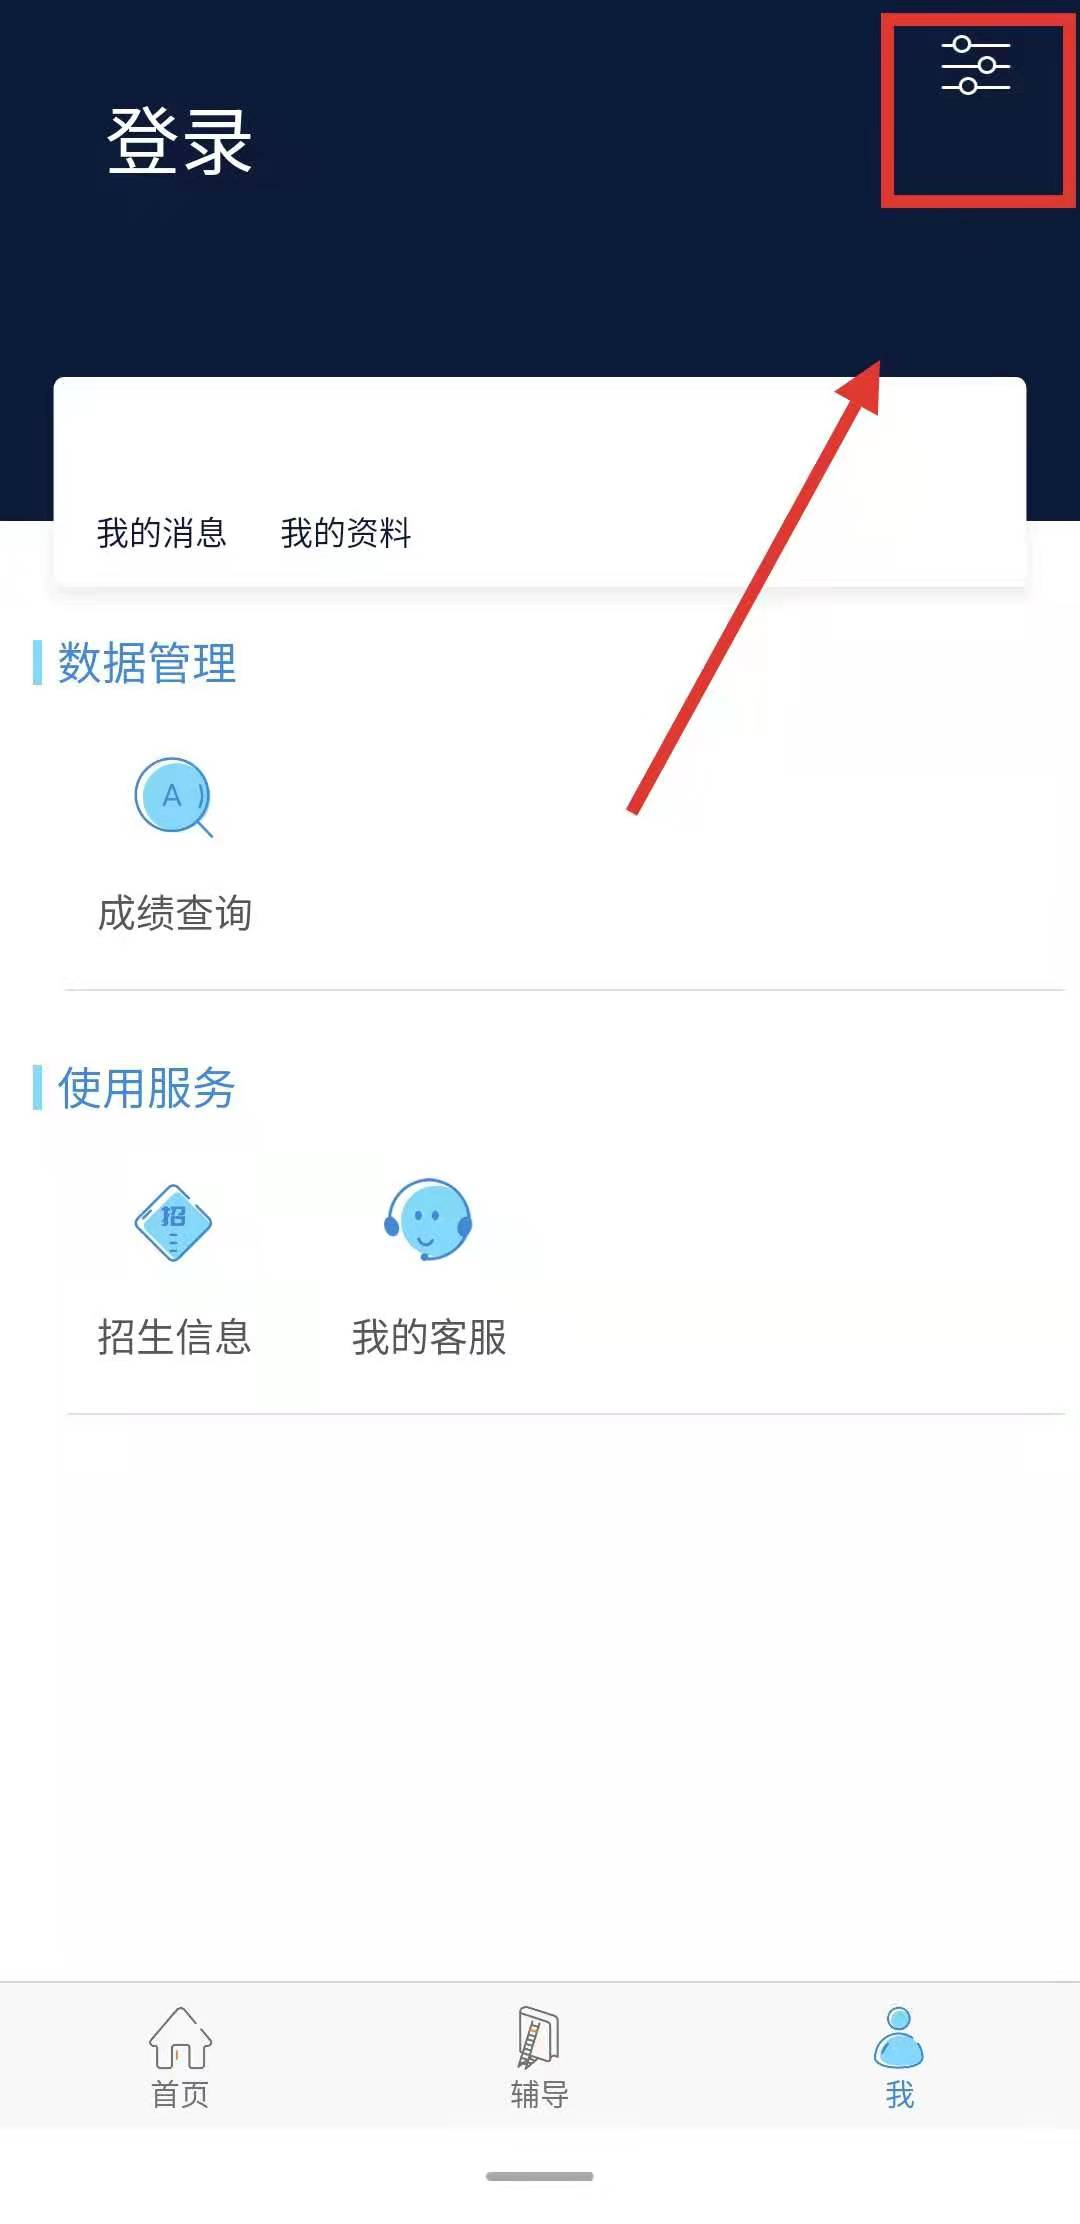 登录
我的消息 我的资料
数据管理
A
成绩查询
使用服务
招
招生信息 我的客服
首页 辅导 我